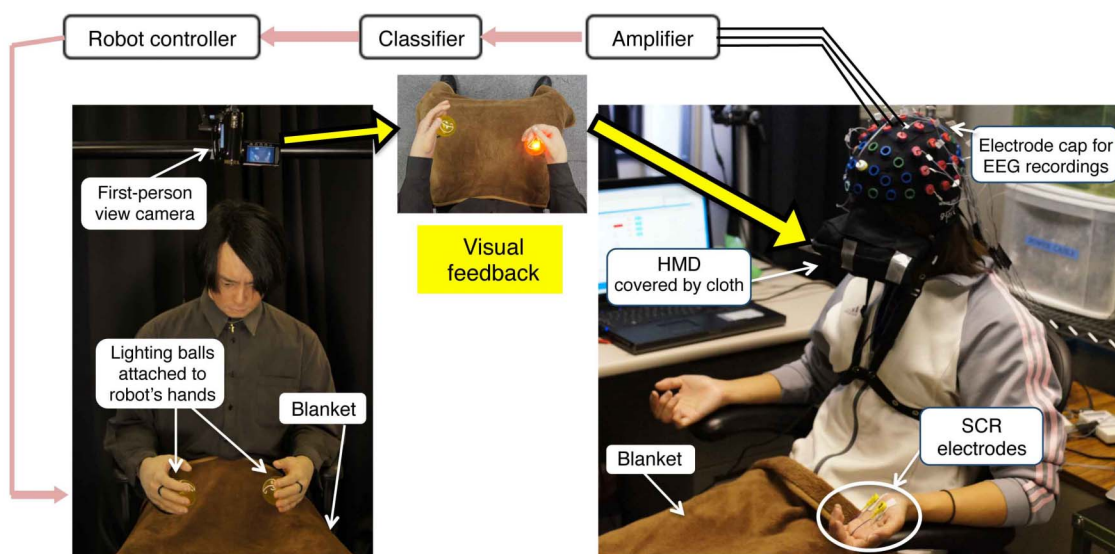 Robot controller
Classifier
Amplifier
First-person
view camera
Visual
feedback
Electrode cap for
EEG recordings
HMD
covered by cloth
Lighting balls
attached to
robot's hands
Blanket
Blanket
SCR
electrodes